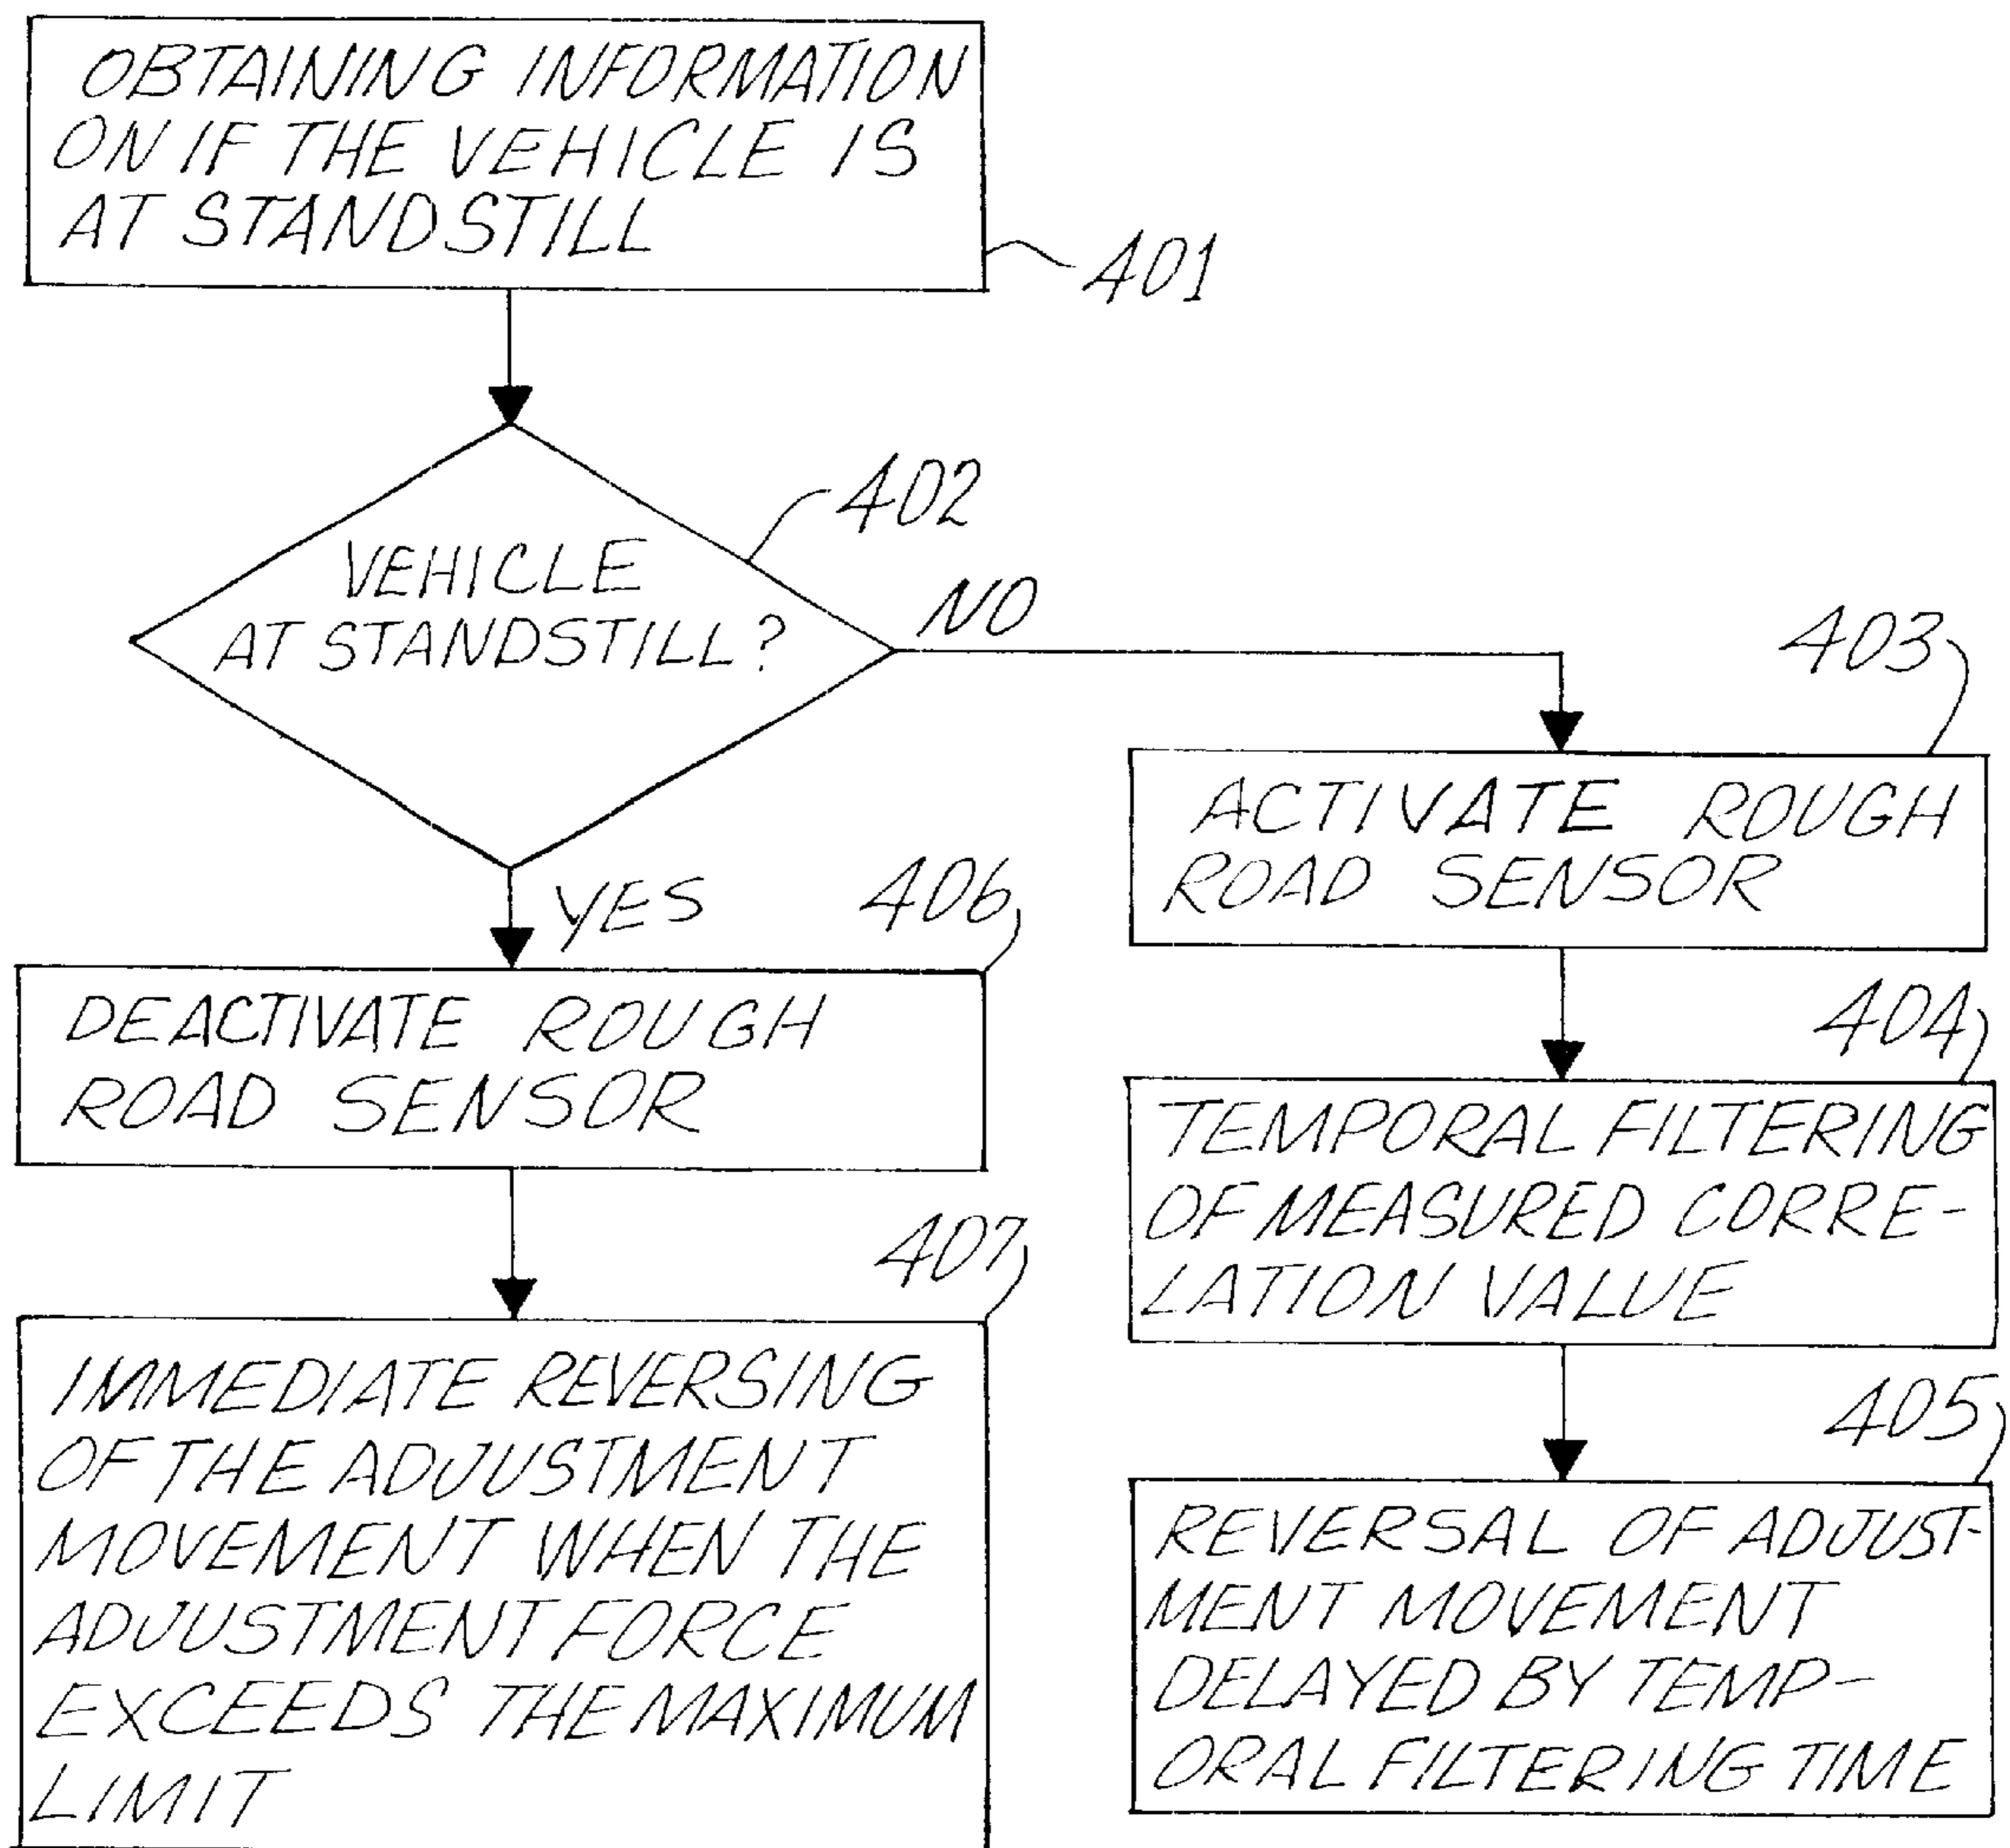 OBTAINING INFORMATION
ON IF THE VEHICLE IS
AT STANDSTILL
401
402
VEHICLE
AT STANDSTILL?
NO
403
ACTIVATE ROUGH
ROAD SENSOR
YES
406
DEACTIVATE ROUGH
ROAD SENSOR
404
TEMPORAL FILTERING
OF MEASURED CORRE-
LATION VALUE
407
IMMEDIATE REVERSING
OF THE ADJUSTMENT
MOVEMENT WHEN THE
ADJUSTMENT FORCE
EXCEEDS THE MAXIMUM
LIMIT
405
REVERSAL OF ADJUST-
MENT MOVEMENT
DELAYED BY TEMP-
ORAL FILTERING TIME